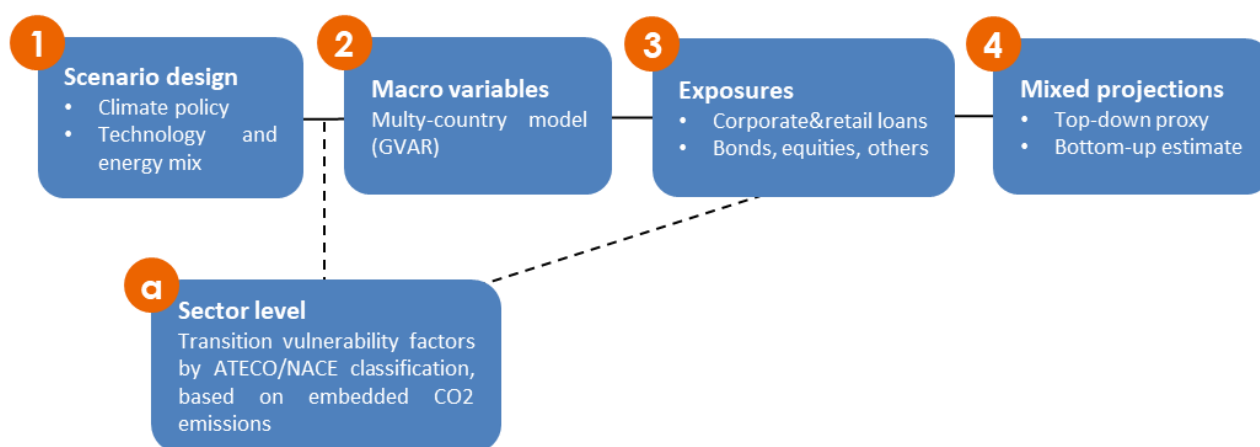 1
Scenario design
• Climate policy
• Technology and
energy mix
2
Macro variables
Multy-country model
(GVAR)
3
Exposures
• Corporate&retail loans
• Bonds, equities, others
4
Mixed projections
• Top-down proxy
• Bottom-up estimate
a
Sector level
Transition vulnerability factors
by ATECO/NACE classification,
based on embedded CO2
emissions